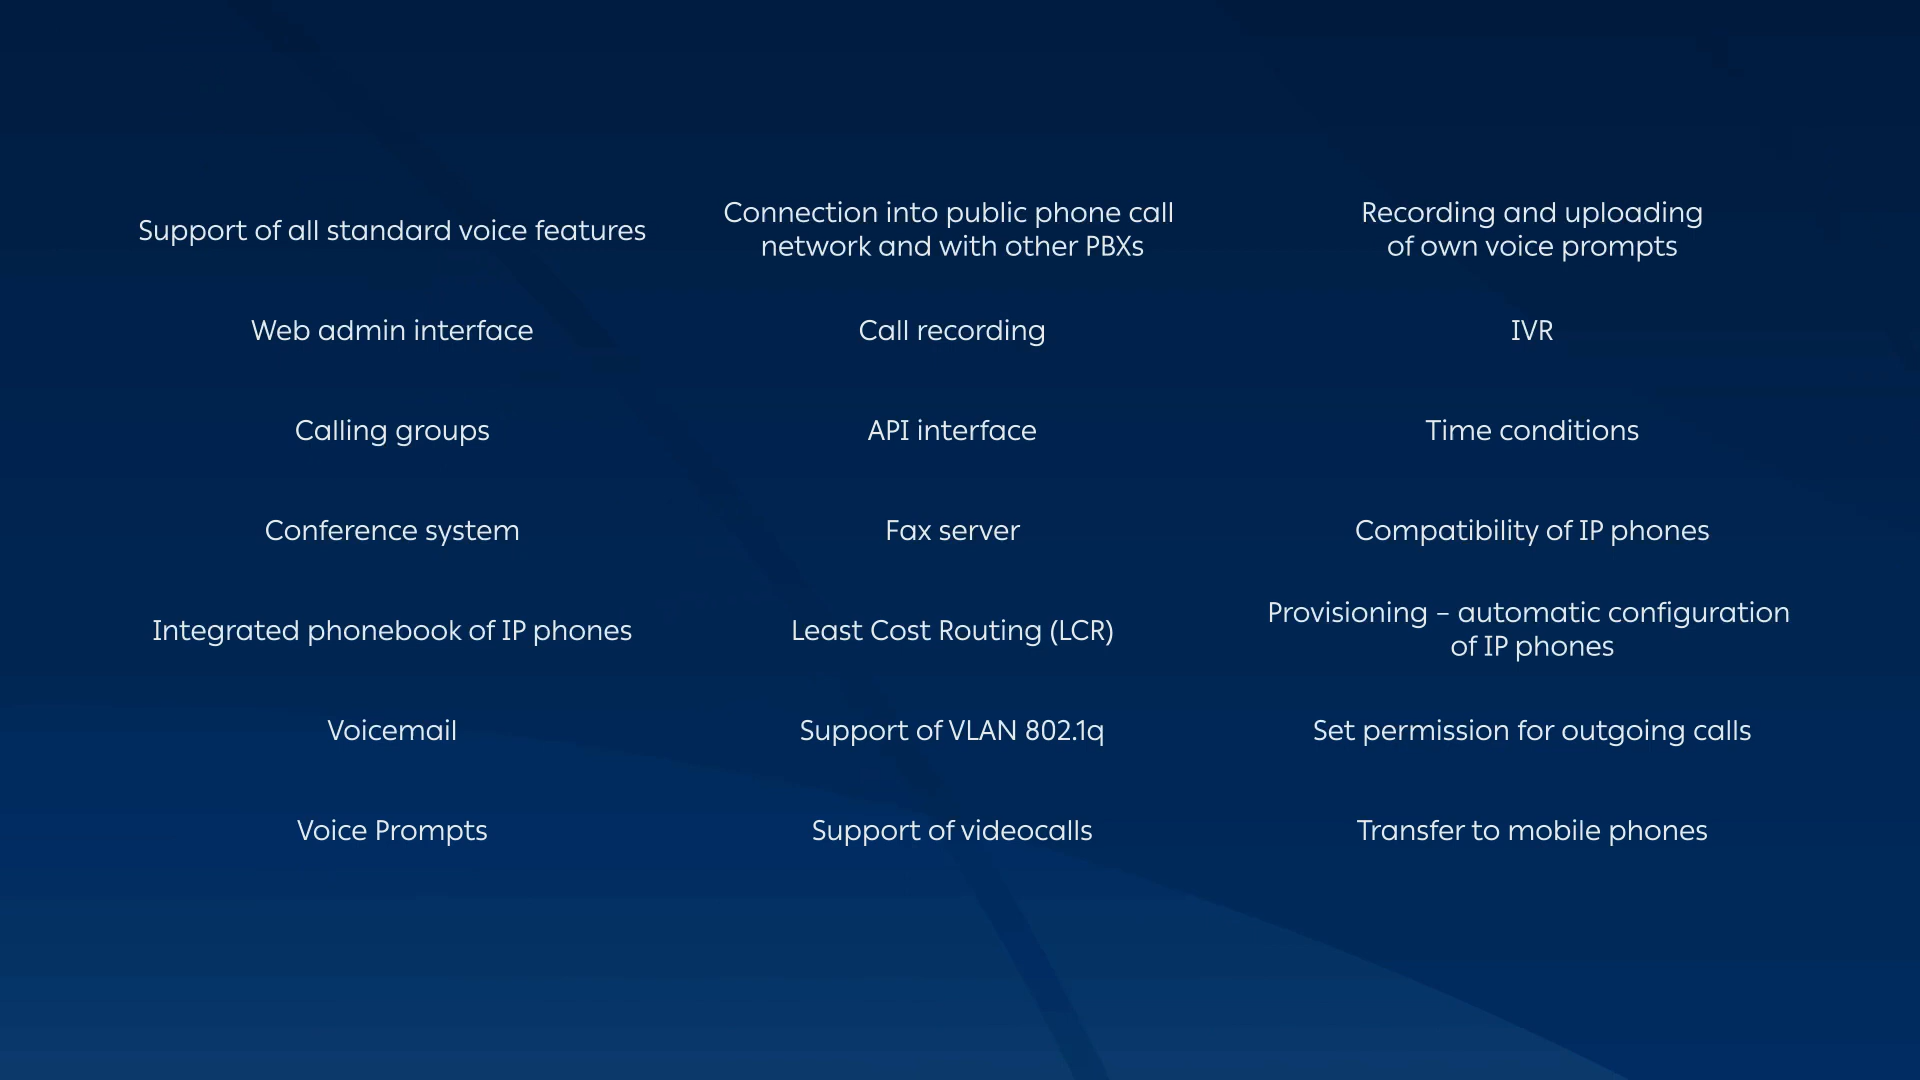 Support of all standard voice features
Connection into public phone call
network and with other PBXs
Recording and uploading
of own voice prompts
Web admin interface
Call recording
IVR
Calling groups
API interface
Time conditions
Conference system
Fax server
Compatibility of IP phones
Integrated phonebook of IP phones
Least Cost Routing (LCR)
Provisioning – automatic configuration
of IP phones
Voicemail
Support of VLAN 802.1q
Set permission for outgoing calls
Voice Prompts
Support of videocalls
Transfer to mobile phones